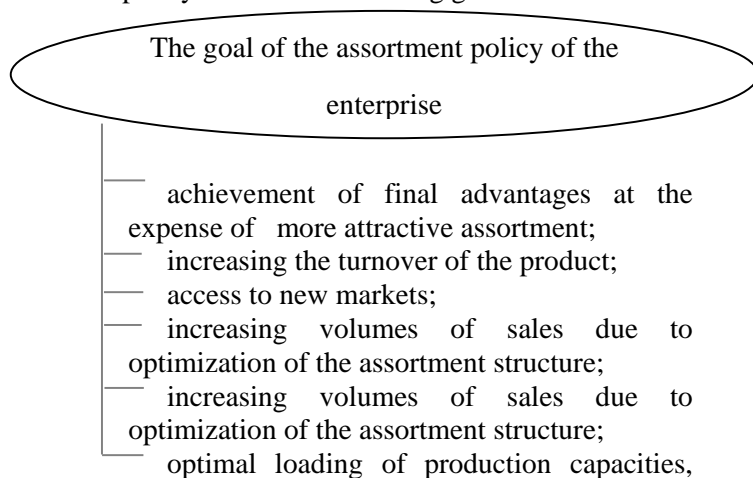 The goal of the assortment policy of the
enterprise
achievement of final advantages at the
expense of more attractive assortment;
increasing the turnover of the product;
access to new markets;
increasing volumes of sales due to
optimization of the assortment structure;
increasing volumes of sales due to
optimization of the assortment structure;
optimal loading of production capacities,